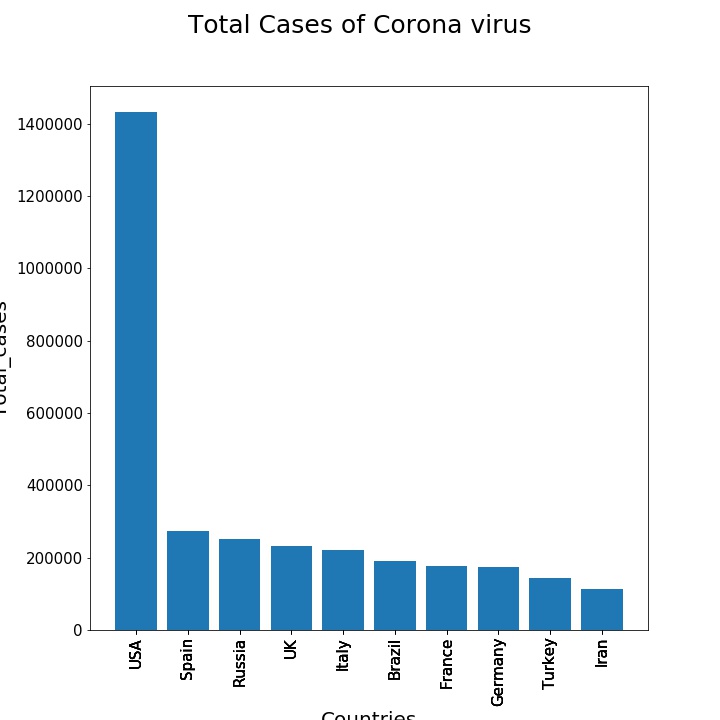 Total Cases of Corona virus
1400000
1200000
1000000
800000
600000
400000
200000
0
Total_cases
USA
Spain
Russia
UK
Italy
Brazil
France
Germany
Turkey
Iran
Countries